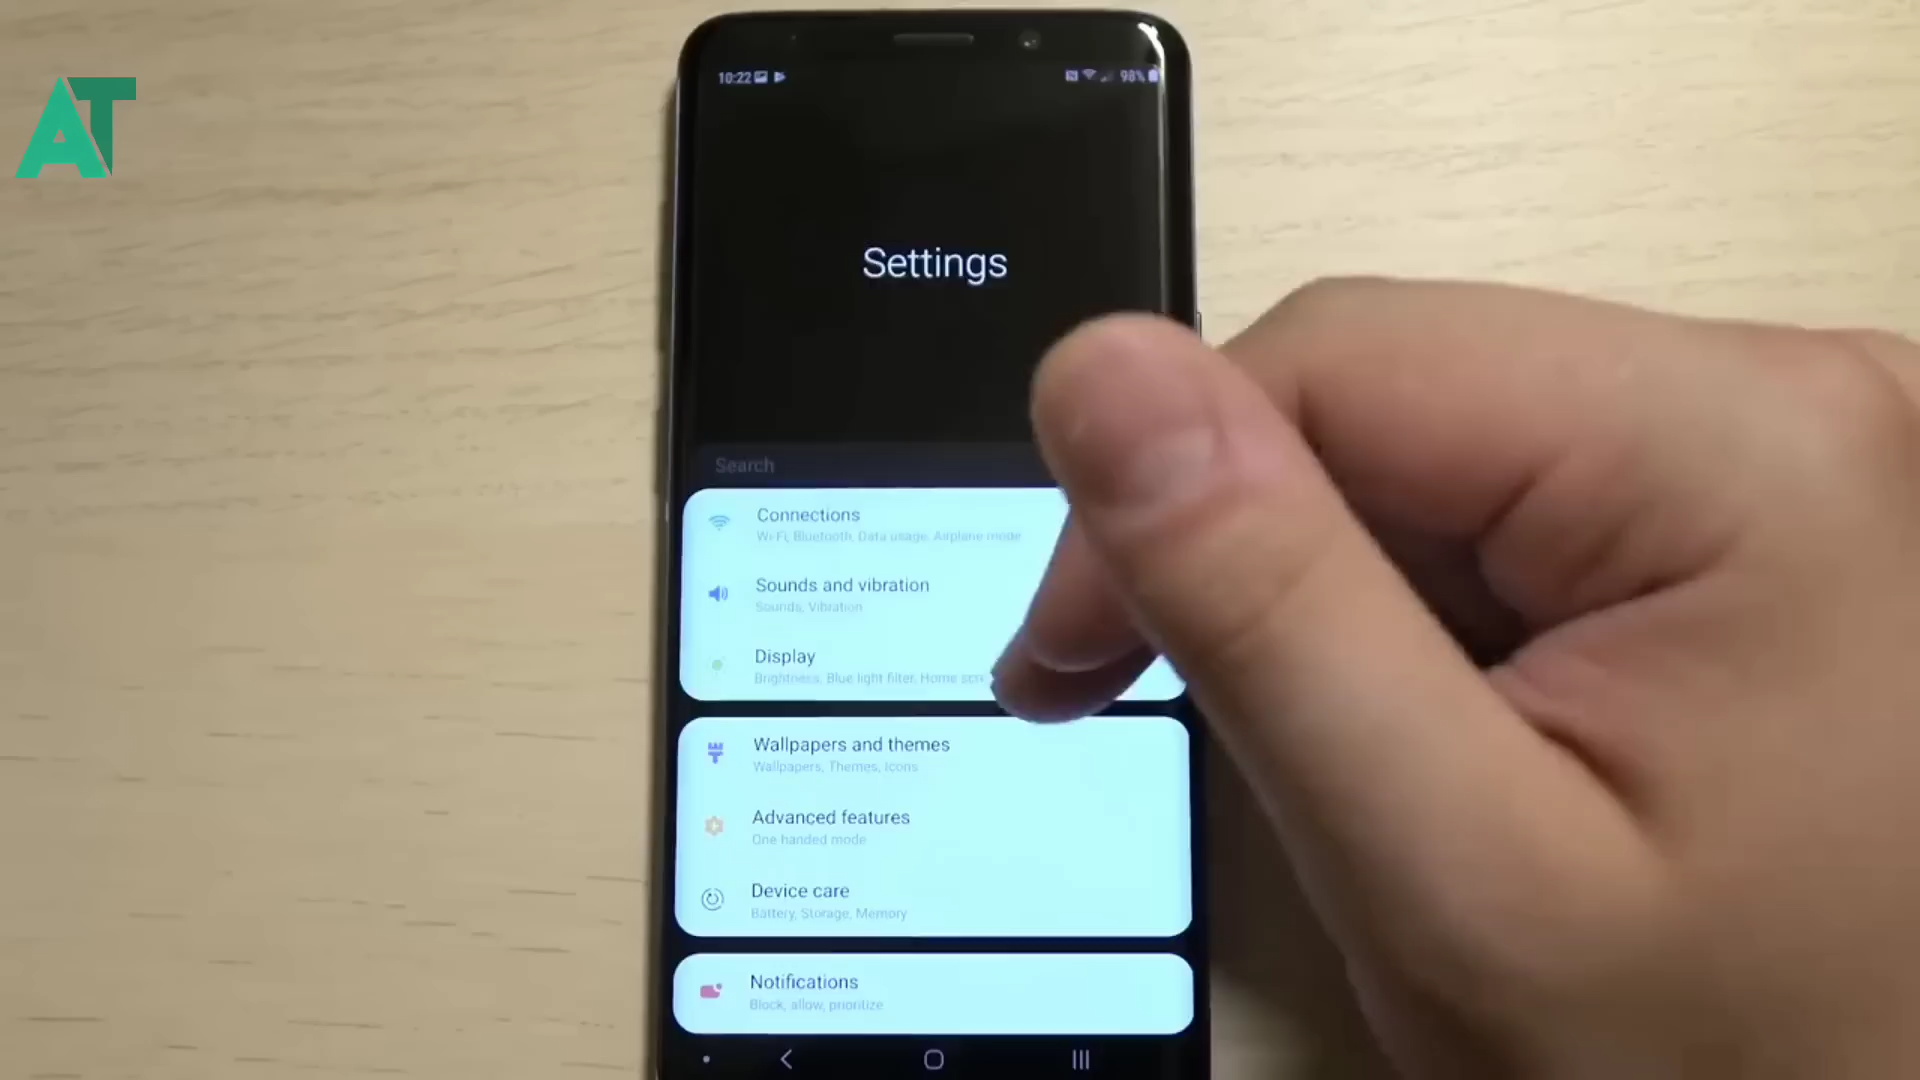 AT
10:22
98%
Settings
Search
Connections
Wi-Fi, Bluetooth, Data usage, Airplane mode
Sounds and vibration
Sounds, Vibration
Display
Brightness, Blue light filter, Home scr
Wallpapers and themes
Wallpapers, Themes, Icons
Advanced features
One handed mode
Device care
Battery, Storage, Memory
Notifications
Block, allow, prioritize